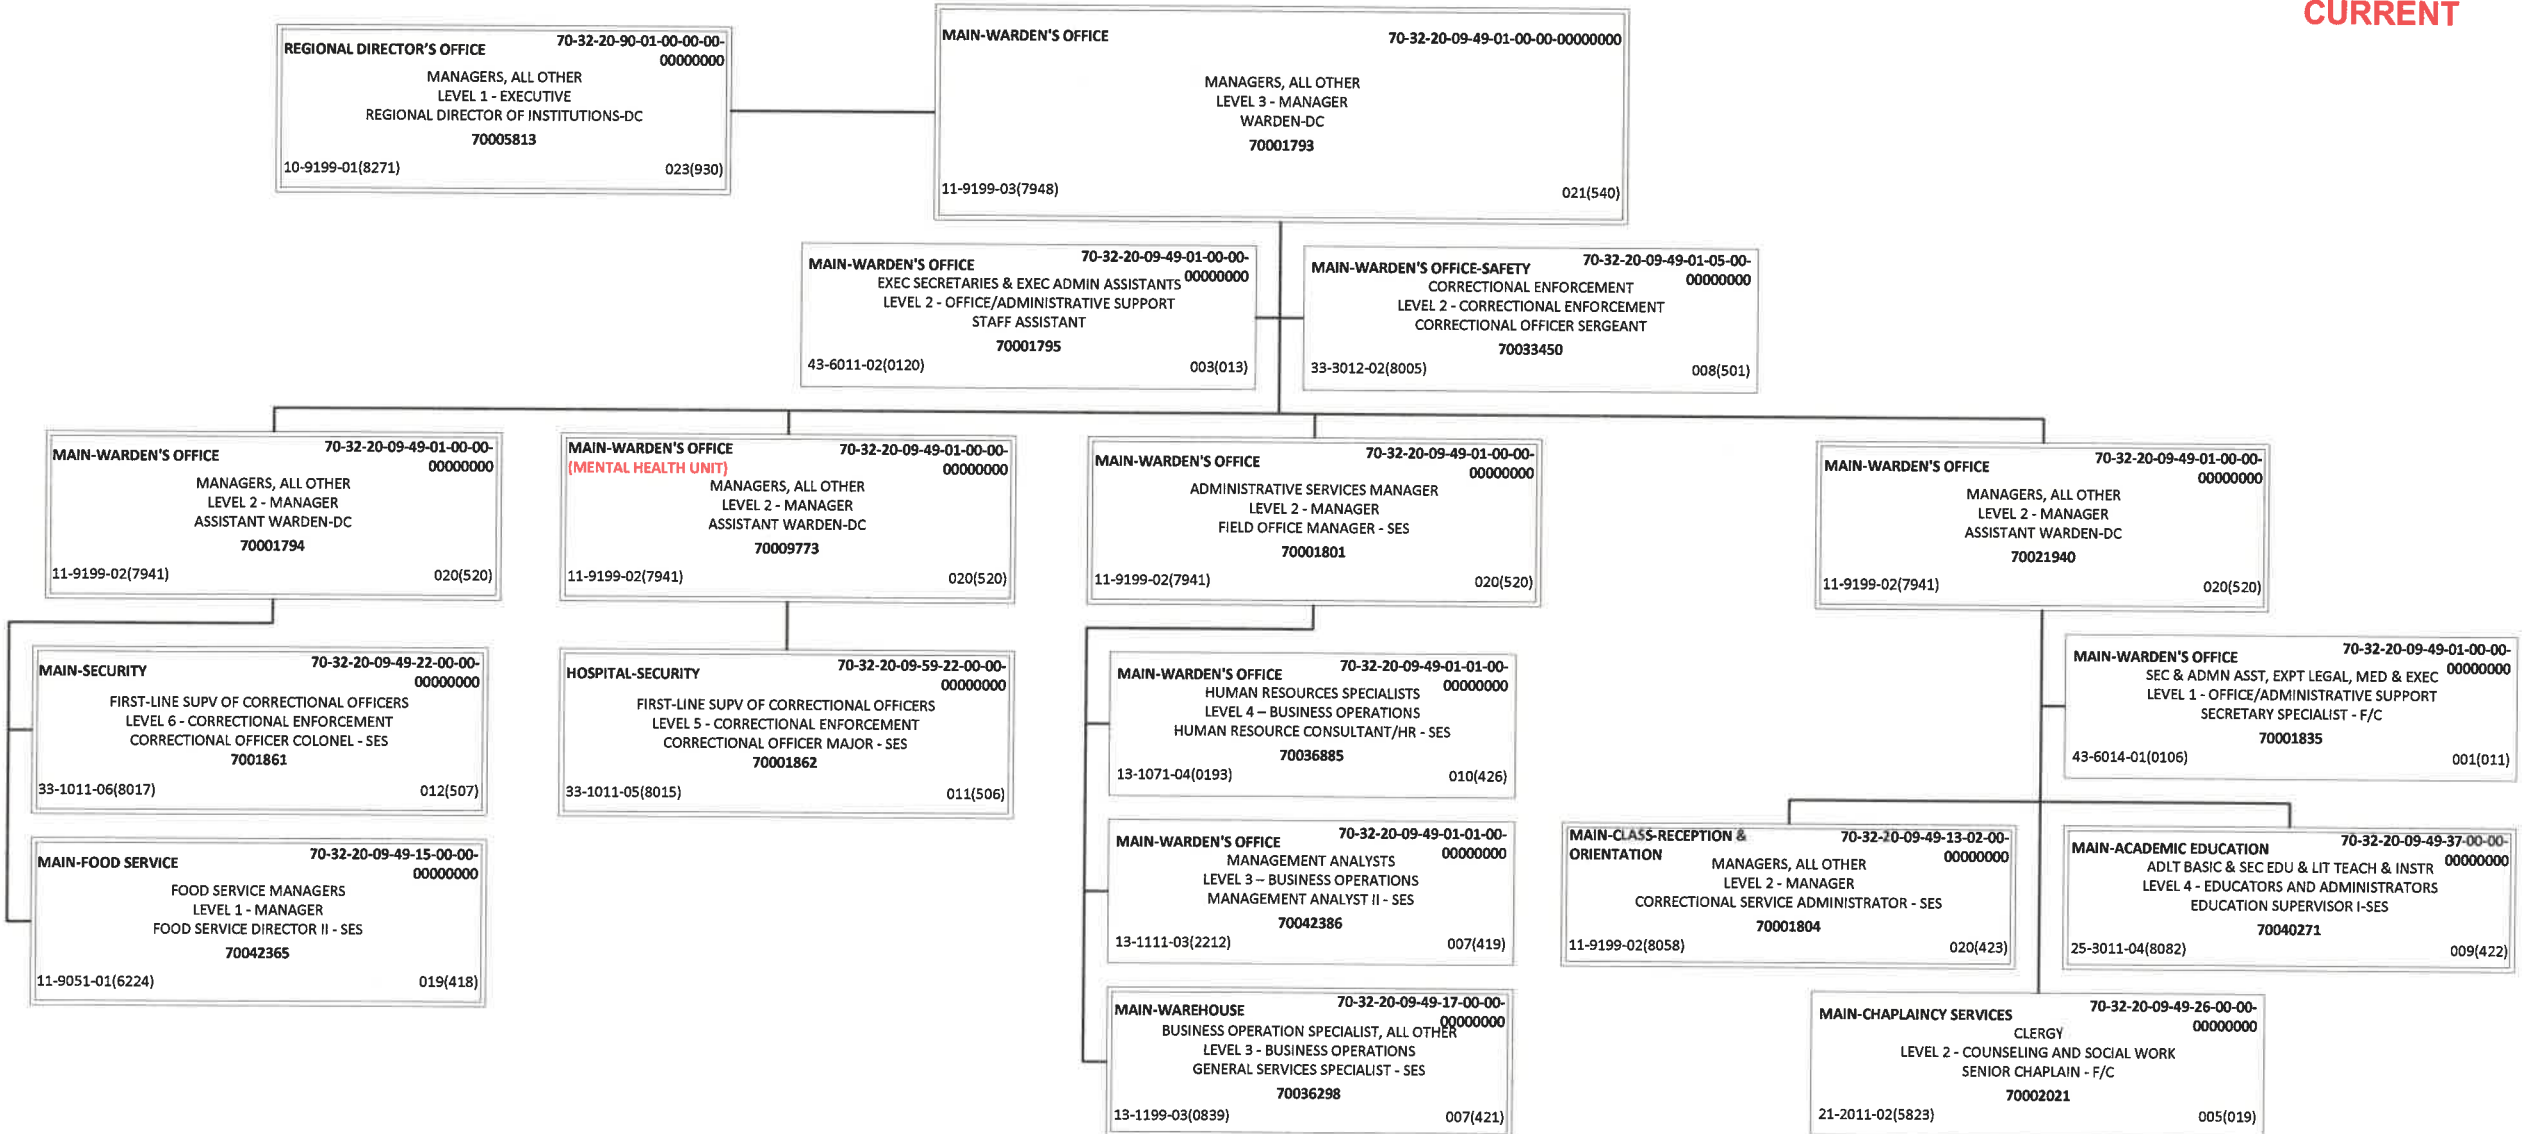 CURRENT
REGIONAL DIRECTOR'S OFFICE
70-32-20-90-01-00-00-00-
00000000
MANAGERS, ALL OTHER
LEVEL 1 - EXECUTIVE
REGIONAL DIRECTOR OF INSTITUTIONS-DC
70005813
10-9199-01(8271)
023(930)
MAIN-WARDEN'S OFFICE
70-32-20-09-49-01-00-00-00000000
MANAGERS, ALL OTHER
LEVEL 3 - MANAGER
WARDEN-DC
70001793
11-9199-03(7948)
021(540)
MAIN-WARDEN'S OFFICE
70-32-20-09-49-01-00-00-
00000000
EXEC SECRETARIES & EXEC ADMIN ASSISTANTS
LEVEL 2 - OFFICE/ADMINISTRATIVE SUPPORT
STAFF ASSISTANT
70001795
43-6011-02(0120)
003(013)
MAIN-WARDEN'S OFFICE-SAFETY
70-32-20-09-49-01-05-00-
00000000
CORRECTIONAL ENFORCEMENT
LEVEL 2 - CORRECTIONAL ENFORCEMENT
CORRECTIONAL OFFICER SERGEANT
70033450
33-3012-02(8005)
008(501)
MAIN-WARDEN'S OFFICE
70-32-20-09-49-01-00-00-
00000000
MANAGERS, ALL OTHER
LEVEL 2 - MANAGER
ASSISTANT WARDEN-DC
70001794
11-9199-02(7941)
020(520)
MAIN-WARDEN'S OFFICE
(MENTAL HEALTH UNIT)
70-32-20-09-49-01-00-00-
00000000
MANAGERS, ALL OTHER
LEVEL 2 - MANAGER
ASSISTANT WARDEN-DC
70009773
11-9199-02(7941)
020(520)
MAIN-WARDEN'S OFFICE
70-32-20-09-49-01-00-00-
00000000
ADMINISTRATIVE SERVICES MANAGER
LEVEL 2 - MANAGER
FIELD OFFICE MANAGER - SES
70001801
11-9199-02(7941)
020(520)
MAIN-WARDEN'S OFFICE
70-32-20-09-49-01-00-00-
00000000
MANAGERS, ALL OTHER
LEVEL 2 - MANAGER
ASSISTANT WARDEN-DC
70021940
11-9199-02(7941)
020(520)
MAIN-SECURITY
70-32-20-09-49-22-00-00-
00000000
FIRST-LINE SUPV OF CORRECTIONAL OFFICERS
LEVEL 6 - CORRECTIONAL ENFORCEMENT
CORRECTIONAL OFFICER COLONEL - SES
7001861
33-1011-06(8017)
012(507)
HOSPITAL-SECURITY
70-32-20-09-59-22-00-00-
00000000
FIRST-LINE SUPV OF CORRECTIONAL OFFICERS
LEVEL 5 - CORRECTIONAL ENFORCEMENT
CORRECTIONAL OFFICER MAJOR - SES
70001862
33-1011-05(8015)
011(506)
MAIN-WARDEN'S OFFICE
70-32-20-09-49-01-01-00-
00000000
HUMAN RESOURCES SPECIALISTS
LEVEL 4 – BUSINESS OPERATIONS
HUMAN RESOURCE CONSULTANT/HR - SES
70036885
13-1071-04(0193)
010(426)
MAIN-WARDEN'S OFFICE
70-32-20-09-49-01-00-00-
00000000
SEC & ADMN ASST, EXPT LEGAL, MED & EXEC
LEVEL 1 - OFFICE/ADMINISTRATIVE SUPPORT
SECRETARY SPECIALIST - F/C
70001835
43-6014-01(0106)
001(011)
MAIN-FOOD SERVICE
70-32-20-09-49-15-00-00-
00000000
FOOD SERVICE MANAGERS
LEVEL 1 - MANAGER
FOOD SERVICE DIRECTOR II - SES
70042365
11-9051-01(6224)
019(418)
MAIN-WARDEN'S OFFICE
70-32-20-09-49-01-01-00-
00000000
MANAGEMENT ANALYSTS
LEVEL 3 – BUSINESS OPERATIONS
MANAGEMENT ANALYST II - SES
70042386
13-1111-03(2212)
007(419)
MAIN-CLASS-RECEPTION &
ORIENTATION
70-32-20-09-49-13-02-00-
00000000
MANAGERS, ALL OTHER
LEVEL 2 - MANAGER
CORRECTIONAL SERVICE ADMINISTRATOR - SES
70001804
11-9199-02(8058)
020(423)
MAIN-ACADEMIC EDUCATION
70-32-20-09-49-37-00-00-
00000000
ADLT BASIC & SEC EDU & LIT TEACH & INSTR
LEVEL 4 - EDUCATORS AND ADMINISTRATORS
EDUCATION SUPERVISOR I-SES
70040271
25-3011-04(8082)
009(422)
MAIN-WAREHOUSE
70-32-20-09-49-17-00-00-
00000000
BUSINESS OPERATION SPECIALIST, ALL OTHER
LEVEL 3 - BUSINESS OPERATIONS
GENERAL SERVICES SPECIALIST - SES
70036298
13-1199-03(0839)
007(421)
MAIN-CHAPLAINCY SERVICES
70-32-20-09-49-26-00-00-
00000000
CLERGY
LEVEL 2 - COUNSELING AND SOCIAL WORK
SENIOR CHAPLAIN - F/C
70002021
21-2011-02(5823)
005(019)